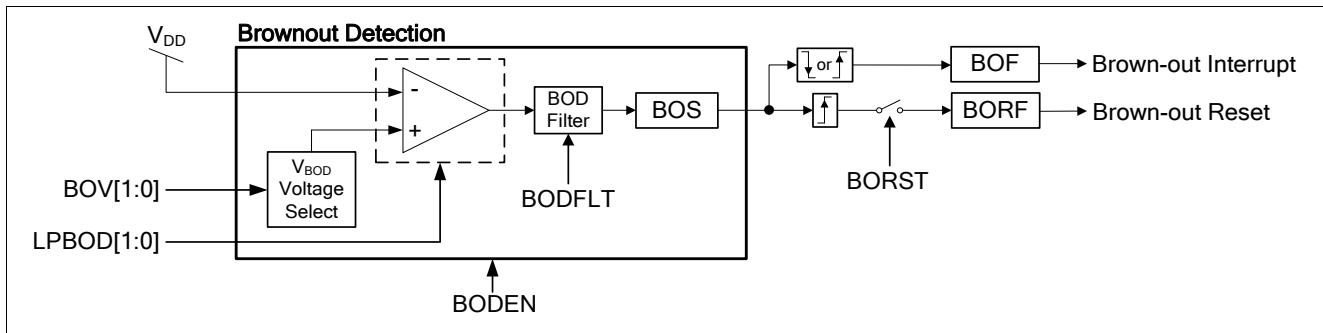 Brownout Detection
VDD
-
+
VBOD
Voltage
Select
BOD
Filter
BOS
or
BOF
Brown-out Interrupt
BORF
Brown-out Reset
BOV[1:0]
LPBOD[1:0]
BODFLT
BORST
BODEN